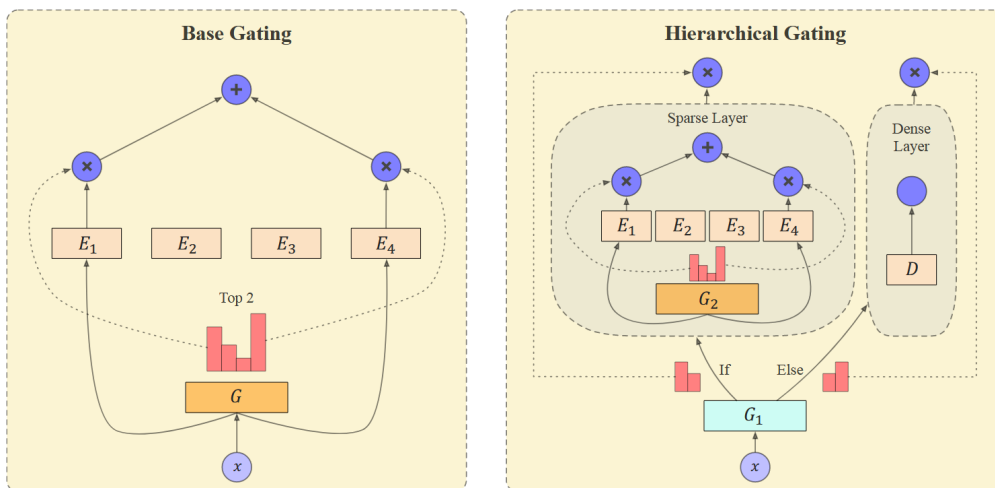 Base Gating
E₁ E₂ E₃ E₄
Top 2
G
x
Hierarchical Gating
Sparse Layer
E₁ E₂ E₃ E₄
G₂
Dense
Layer
D
If Else
G₁
x